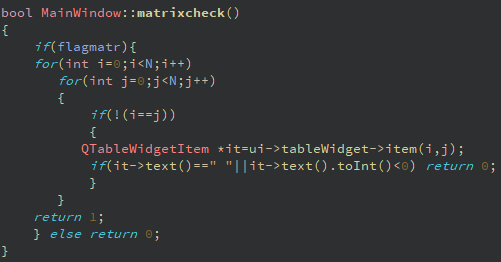 bool MainWindow::matrixcheck()
{
if(flagmatr){
for(int i=0;i<N;i++)
for(int j=0;j<N;j++)
{
if(!(i==j))
{
QTableWidgetItem *it=ui->tableWidget->item(i,j);
if(it->text()==" "||it->text().toInt()<0) return 0;
}
}
return 1;
} else return 0;
}